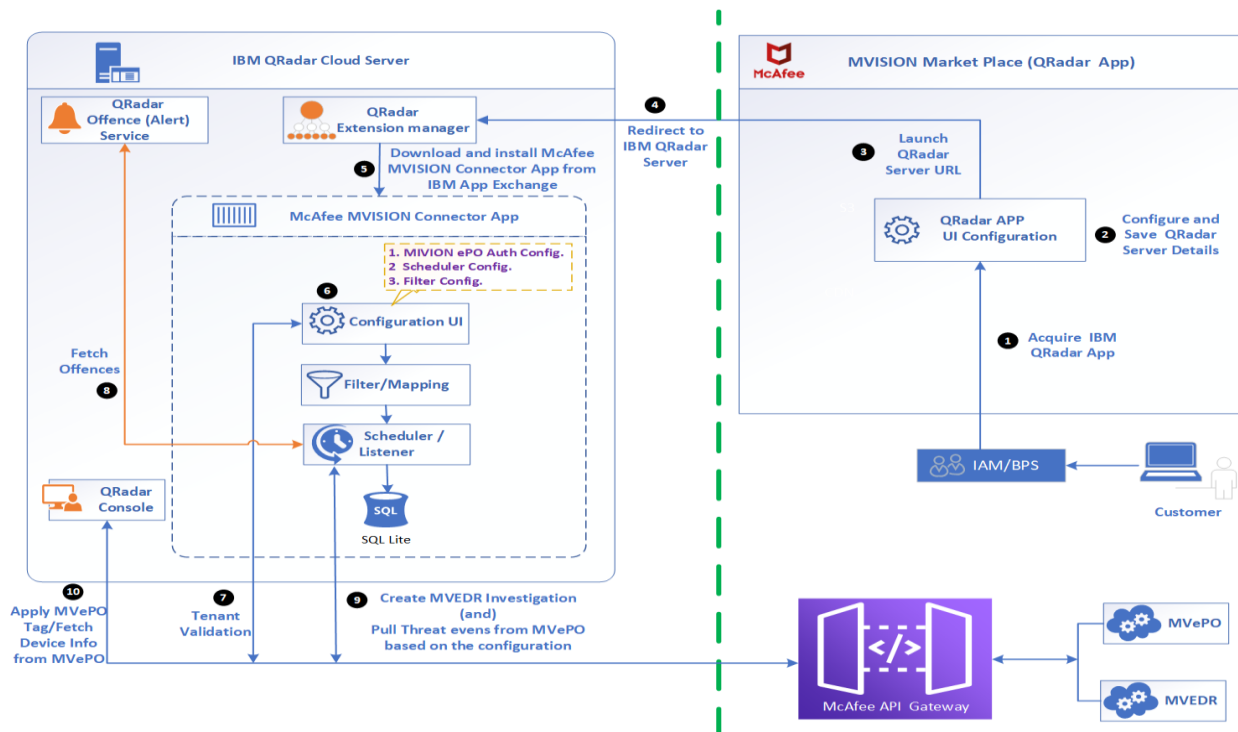 IBM QRadar Cloud Server
QRadar
Offence (Alert)
Service
QRadar
Extension manager
5
Download and install McAfee
MVISION Connector App from
IBM App Exchange
McAfee MVISION Connector App
1. MIVION ePO Auth Config.
2 Scheduler Config.
3. Filter Config.
6
Configuration UI
Filter/Mapping
Scheduler /
Listener
SQL
SQL Lite
Fetch
Offences
8
QRadar
Console
10
Apply MVePO
Tag/Fetch
Device Info
from MVePO
7
Tenant
Validation
9
Create MVEDR Investigation
(and)
Pull Threat evens from MVePO
based on the configuration
4
Redirect to
IBM QRadar
Server
McAfee
MVISION Market Place (QRadar App)
3
Launch
QRadar
Server URL
QRadar APP
UI Configuration
2
Configure and
Save QRadar
Server Details
1
Acquire IBM
QRadar App
IAM/BPS
Customer
</>
McAfee API Gateway
MVePO
MVEDR